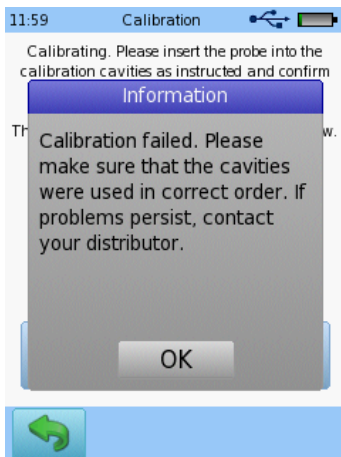 11:59 Calibration
Calibrating. Please insert the probe into the
calibration cavities as instructed and confirm
Information
Th w.
Calibration failed. Please
make sure that the cavities
were used in correct order. If
problems persist, contact
your distributor.
OK